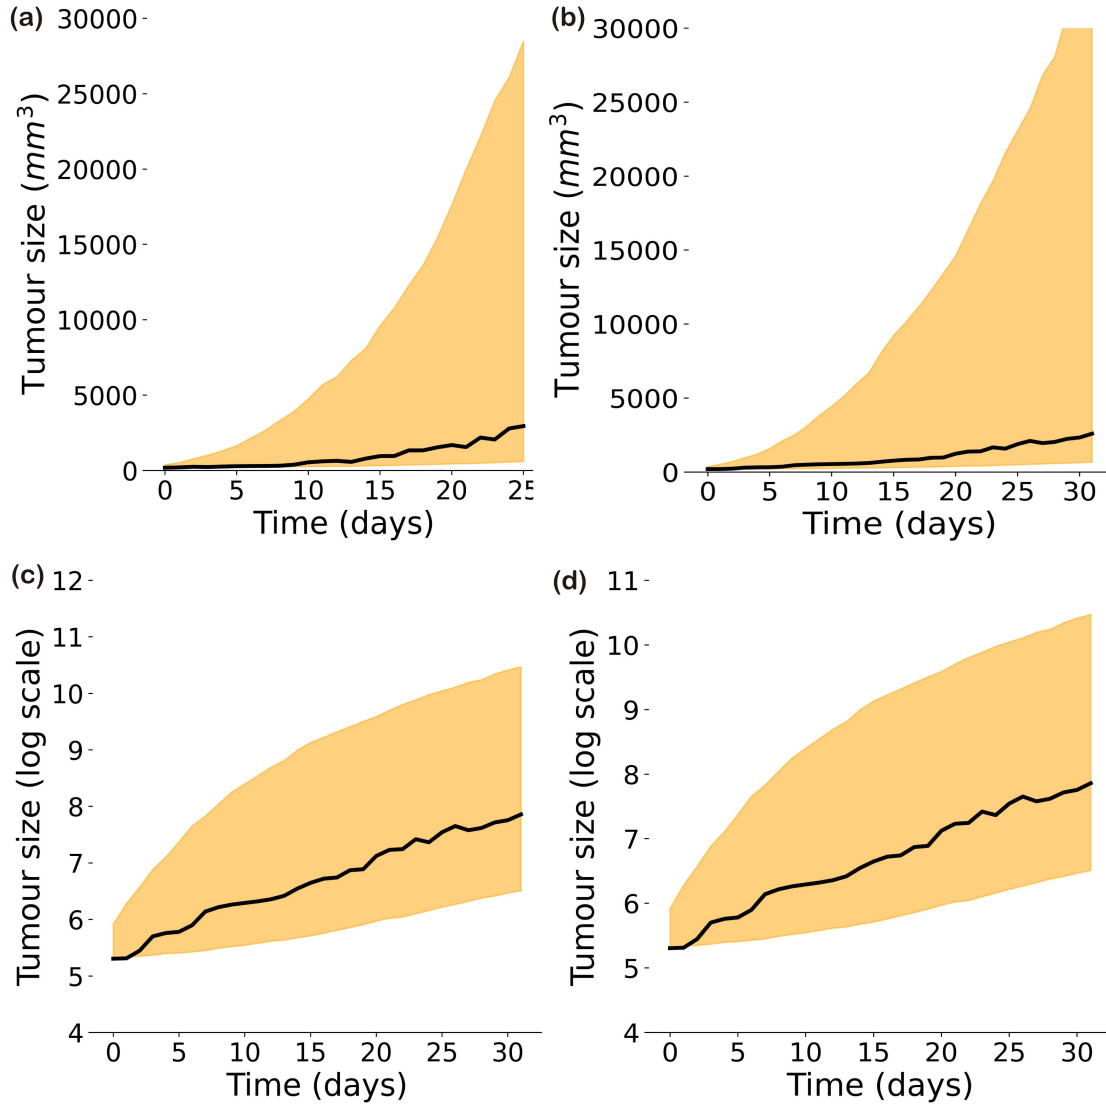 (a)
30000
25000
20000
15000
10000
5000
0
Tumour size (mm³)
0 5 10 15 20 25
Time (days)
(b)
30000
25000
20000
15000
10000
5000
0
Tumour size (mm³)
0 5 10 15 20 25 30
Time (days)
(c)
12
11
10
9
8
7
6
5
4
Tumour size (log scale)
0 5 10 15 20 25 30
Time (days)
(d)
11
10
9
8
7
6
5
4
Tumour size (log scale)
0 5 10 15 20 25 30
Time (days)